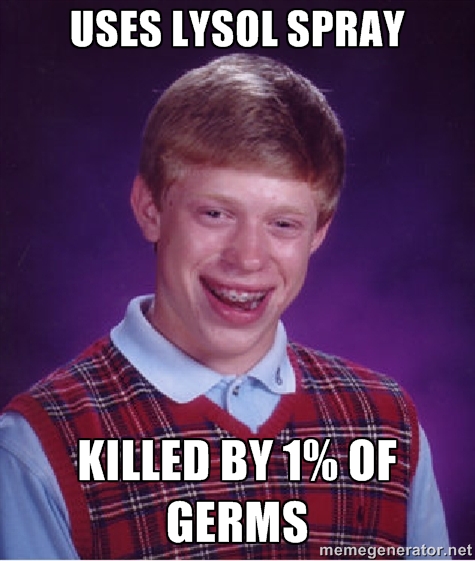 USES LYSOL SPRAY
KILLED BY 1% OF
GERMS
memegenerator.net